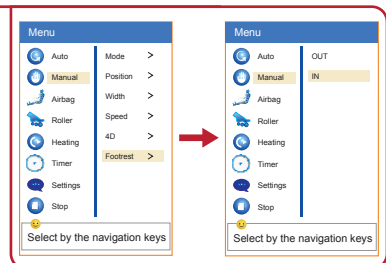 Menu
Auto
Manual
Airbag
Roller
Heating
Timer
Settings
Stop
Mode >
Position >
Width >
Speed >
4D >
Footrest >
Select by the navigation keys
Menu
Auto
Manual
Airbag
Roller
Heating
Timer
Settings
Stop
OUT
IN
Select by the navigation keys